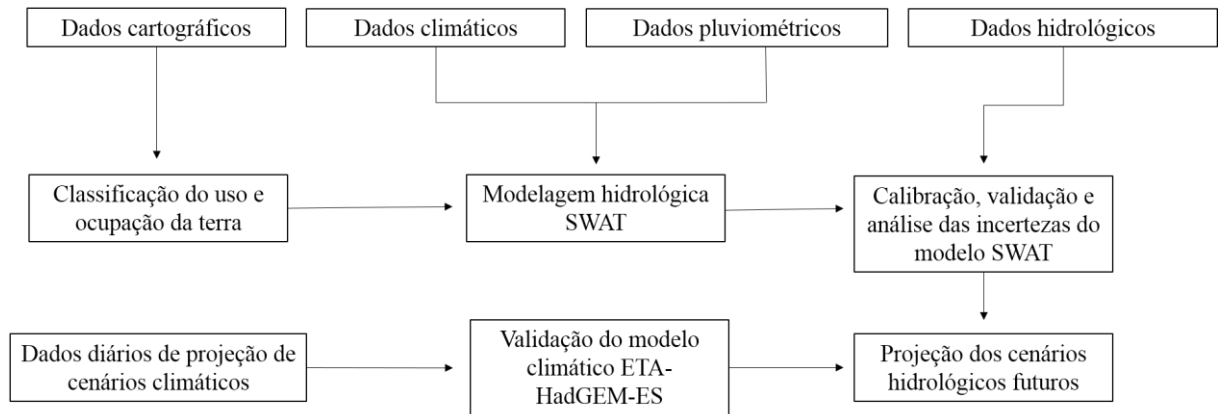 Dados cartográficos
Dados climáticos
Dados pluviométricos
Dados hidrológicos
Classificação do uso e
ocupação da terra
Modelagem hidrológica
SWAT
Calibração, validação e
análise das incertezas do
modelo SWAT
Dados diários de projeção de
cenários climáticos
Validação do modelo
climático ETA-
HadGEM-ES
Projeção dos cenários
hidrológicos futuros